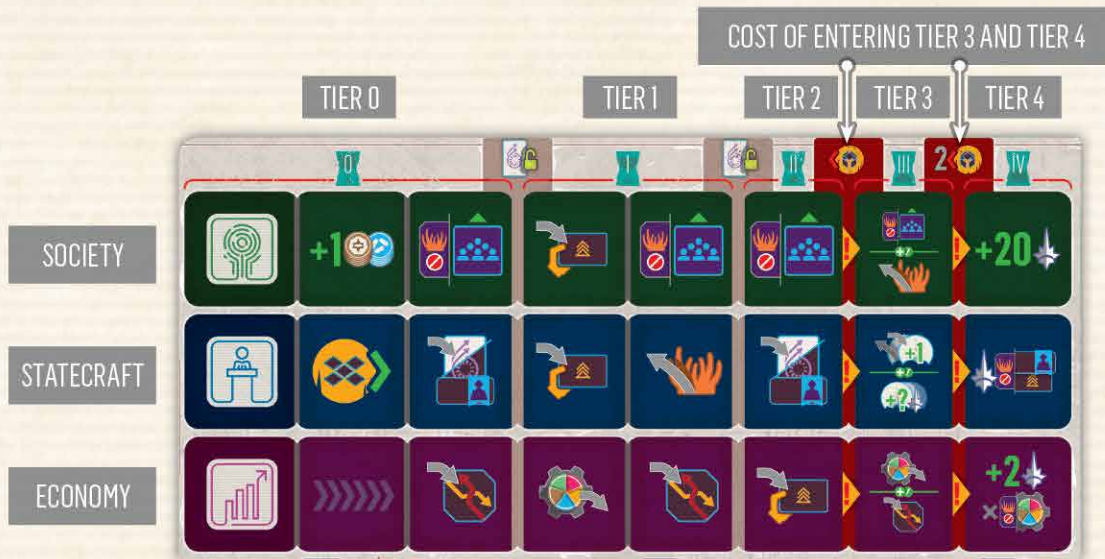 COST OF ENTERING TIER 3 AND TIER 4
TIER 0 TIER 1 TIER 2 TIER 3 TIER 4
0 I II III 2 IV
SOCIETY
+1 +20
STATECRAFT
+1
+?
ECONOMY
+2
×